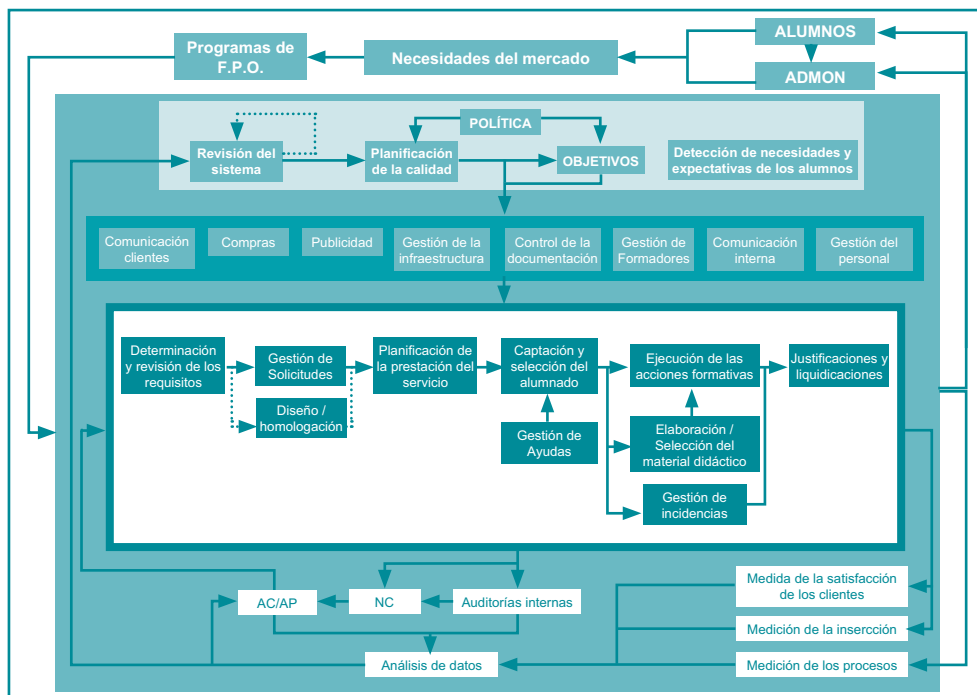 ALUMNOS
Programas de
F.P.O.
Necesidades del mercado
ADMON
POLÍTICA
Revisión del
sistema
Planificación
de la calidad
OBJETIVOS
Detección de necesidades y
expectativas de los alumnos
Comunicación
clientes
Compras
Publicidad
Gestión de la
infraestructura
Control de la
documentación
Gestión de
Formadores
Comunicación
interna
Gestión del
personal
Determinación
y revisión de los
requisitos
Gestión de
Solicitudes
Diseño /
homologación
Planificación de
la prestación del
servicio
Captación y
selección del
alumnado
Gestión de
Ayudas
Ejecución de las
acciones formativas
Elaboración /
Selección del
material didáctico
Gestión de
incidencias
Justificaciones y
liquidicaciones
AC/AP
NC
Auditorías internas
Medida de la satisfacción
de los clientes
Medición de la insercción
Análisis de datos
Medición de los procesos